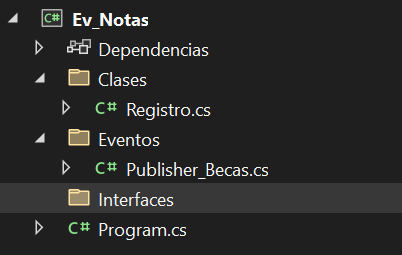 C# Ev_Notas
Dependencias
Clases
C# Registro.cs
Eventos
C# Publisher_Becas.cs
Interfaces
C# Program.cs